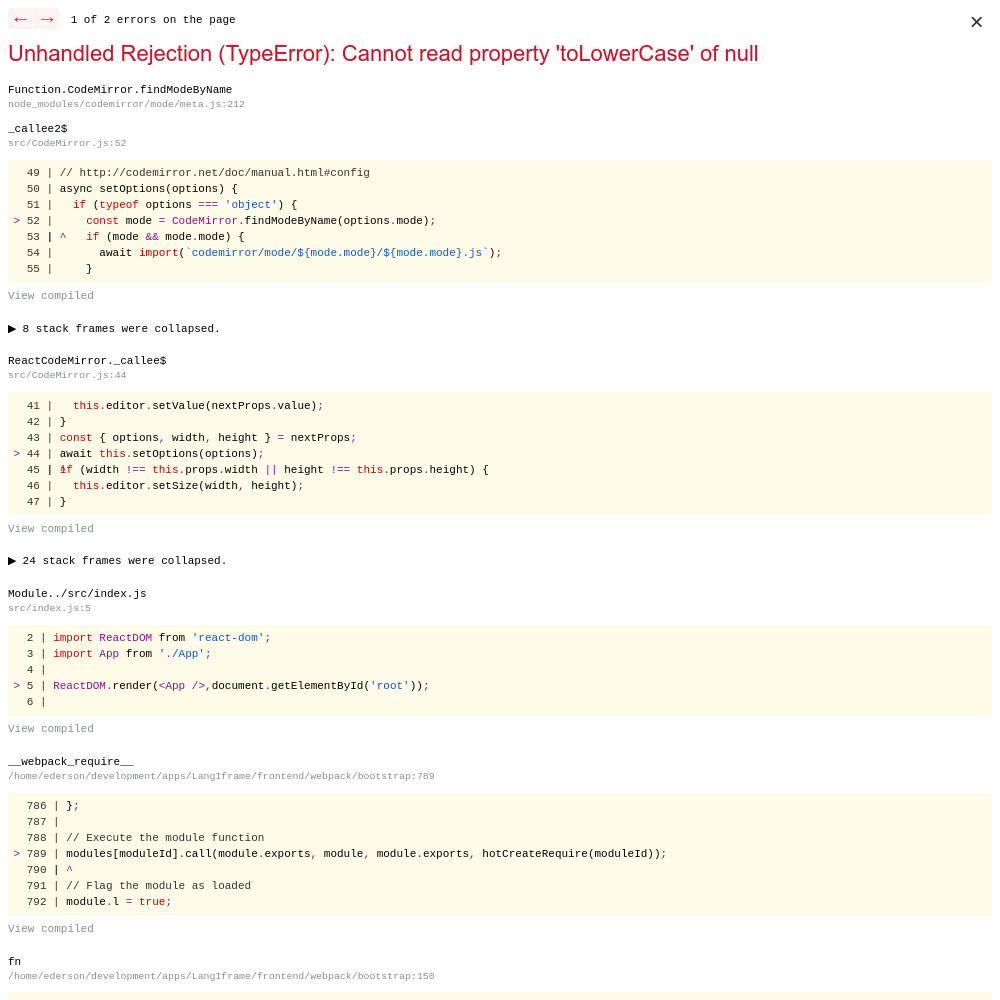 ← → 1 of 2 errors on the page ×
Unhandled Rejection (TypeError): Cannot read property 'toLowerCase' of null
Function.CodeMirror.findModeByName
node_modules/codemirror/mode/meta.js:212
_callee2$
src/CodeMirror.js:52
  49 | // http://codemirror.net/doc/manual.html#config
  50 | async setOptions(options) {
  51 |   if (typeof options === 'object') {
> 52 |     const mode = CodeMirror.findModeByName(options.mode);
  53 | ^   if (mode && mode.mode) {
  54 |       await import(`codemirror/mode/${mode.mode}/${mode.mode}.js`);
  55 |     }
View compiled
▶ 8 stack frames were collapsed.
ReactCodeMirror._callee$
src/CodeMirror.js:44
  41 |   this.editor.setValue(nextProps.value);
  42 | }
  43 | const { options, width, height } = nextProps;
> 44 | await this.setOptions(options);
  45 | if (width !== this.props.width || height !== this.props.height) {
  46 |   this.editor.setSize(width, height);
  47 | }
View compiled
▶ 24 stack frames were collapsed.
Module../src/index.js
src/index.js:5
  2 | import ReactDOM from 'react-dom';
  3 | import App from './App';
  4 |
> 5 | ReactDOM.render(<App />,document.getElementById('root'));
  6 |
View compiled
__webpack_require__
/home/ederson/development/apps/LangIframe/frontend/webpack/bootstrap:789
  786 | };
  787 |
  788 | // Execute the module function
> 789 | modules[moduleId].call(module.exports, module, module.exports, hotCreateRequire(moduleId));
  790 | ^
  791 | // Flag the module as loaded
  792 | module.l = true;
View compiled
fn
/home/ederson/development/apps/LangIframe/frontend/webpack/bootstrap:150